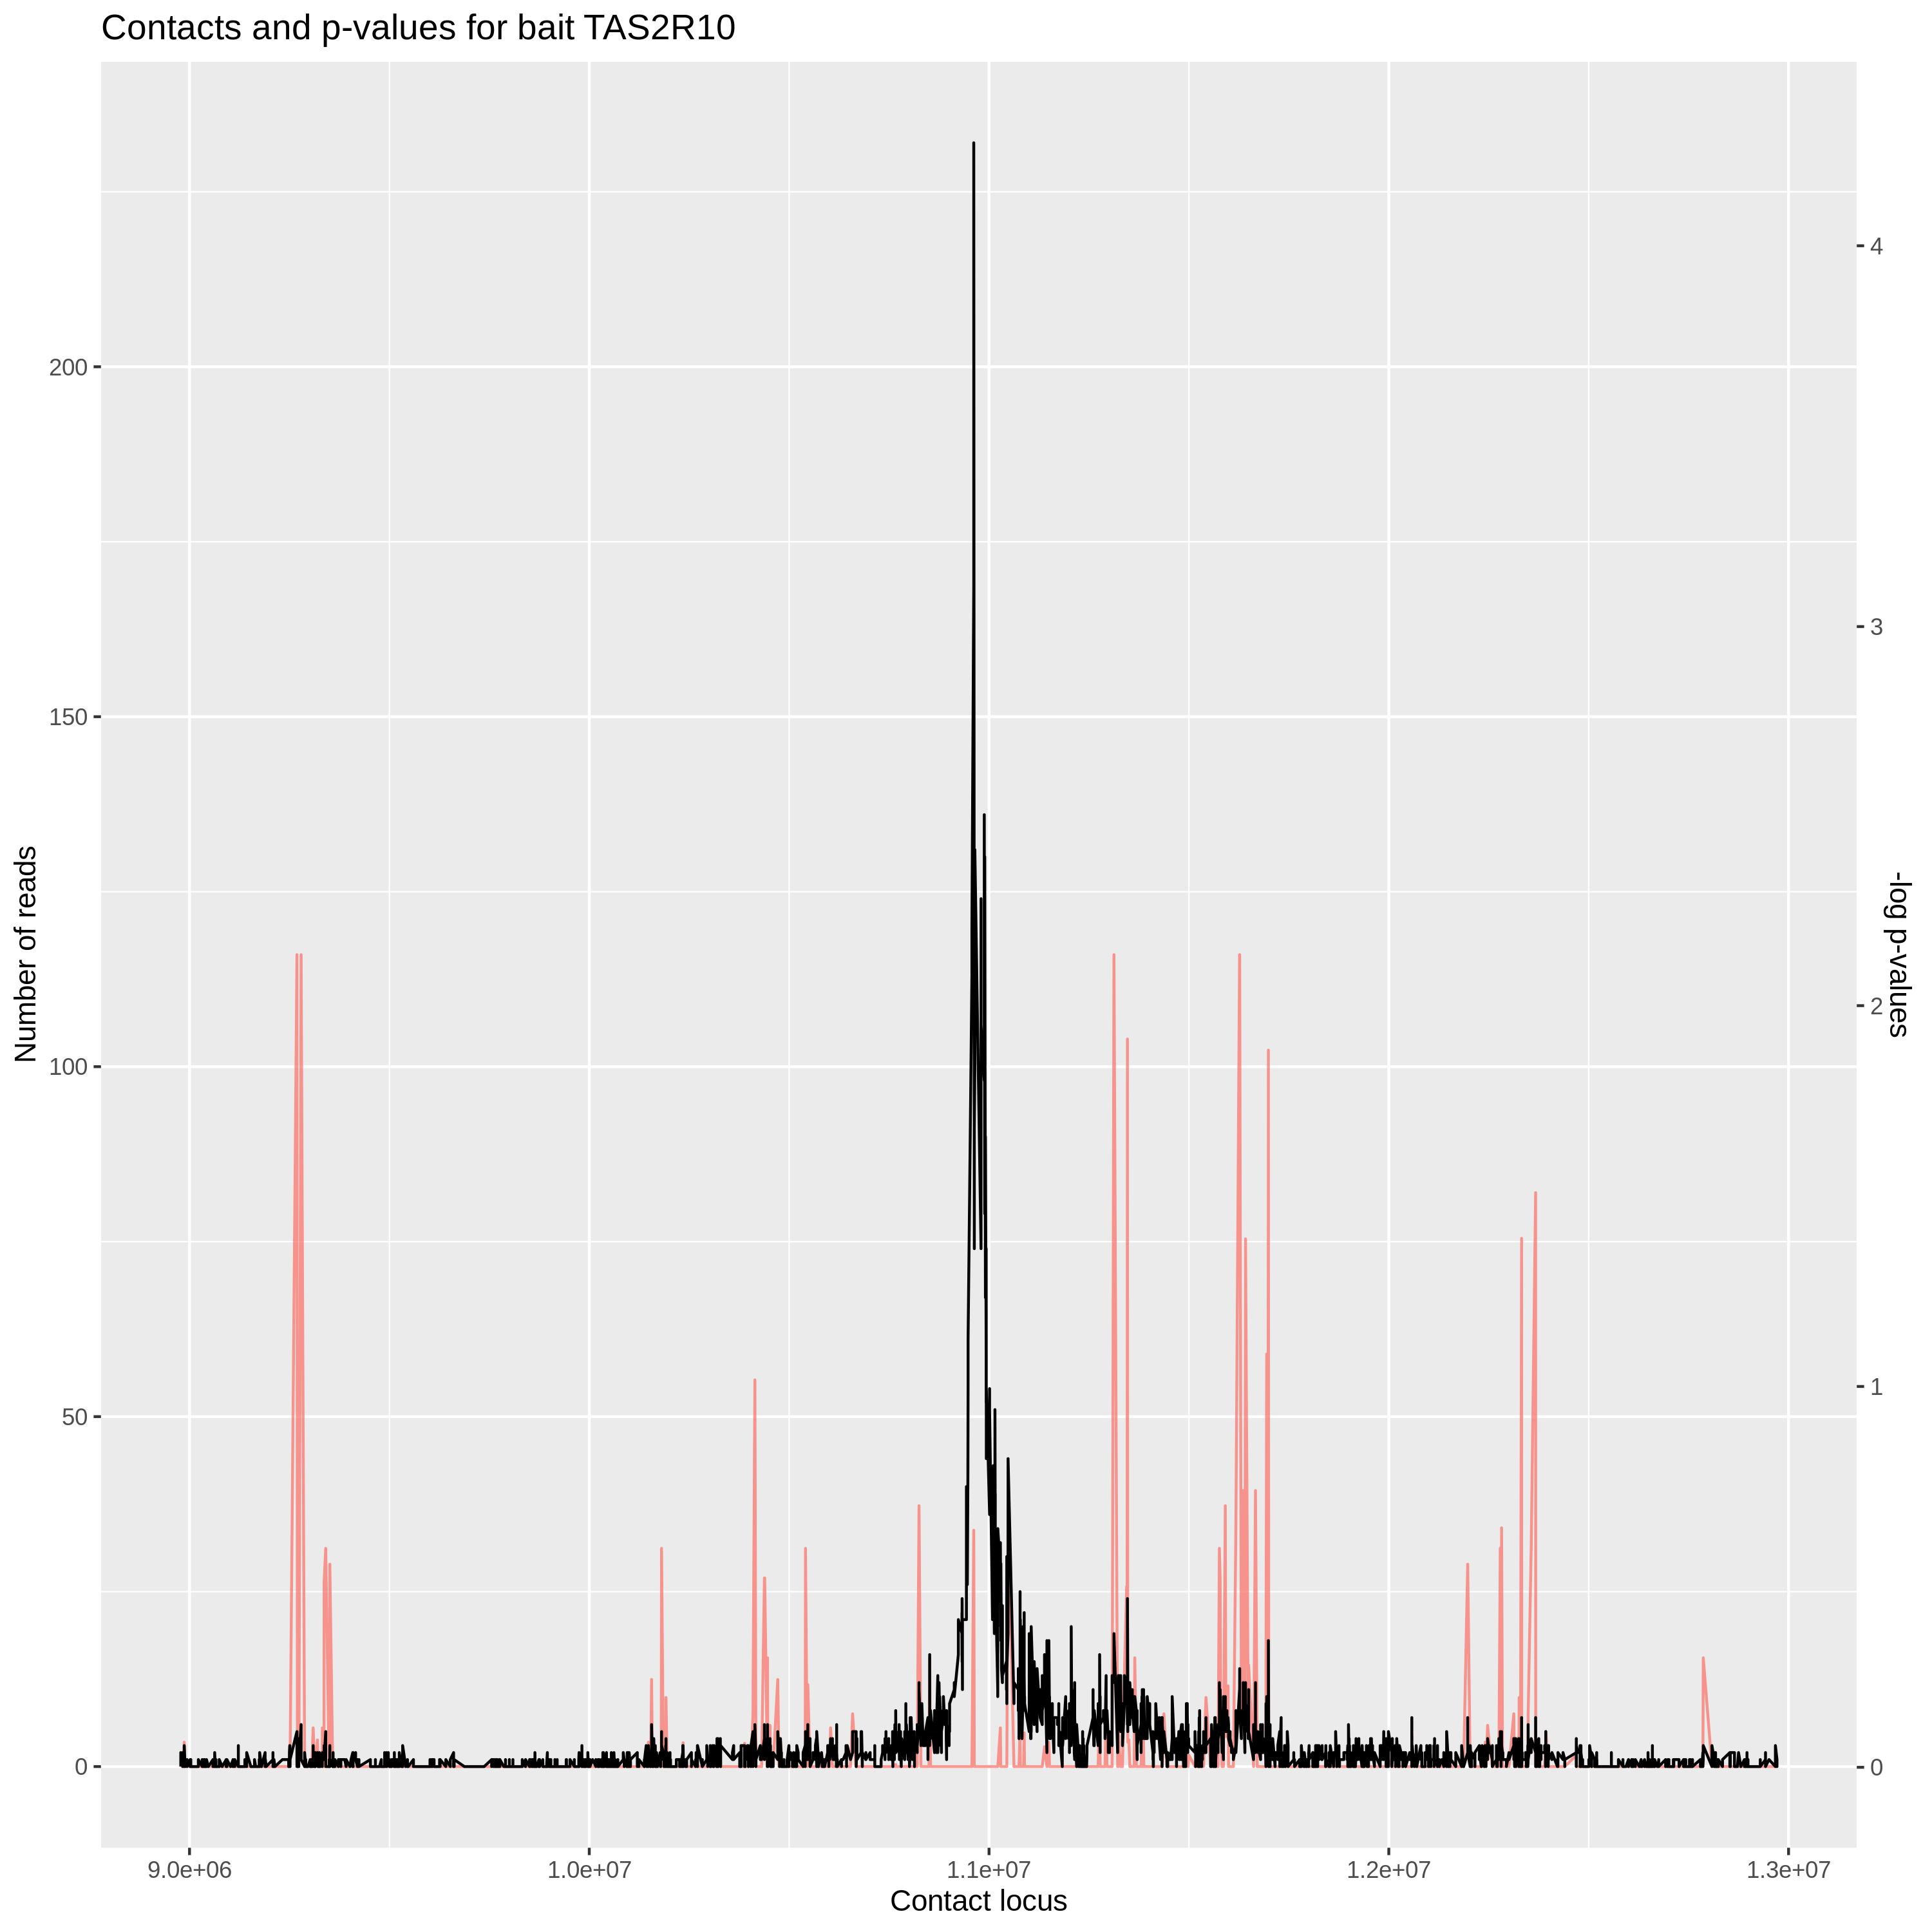 Contacts and p-values for bait TAS2R10
Number of reads
200
150
100
50
0
4
3
2
1
0
-log p-values
9.0e+06
1.0e+07
1.1e+07
1.2e+07
1.3e+07
Contact locus